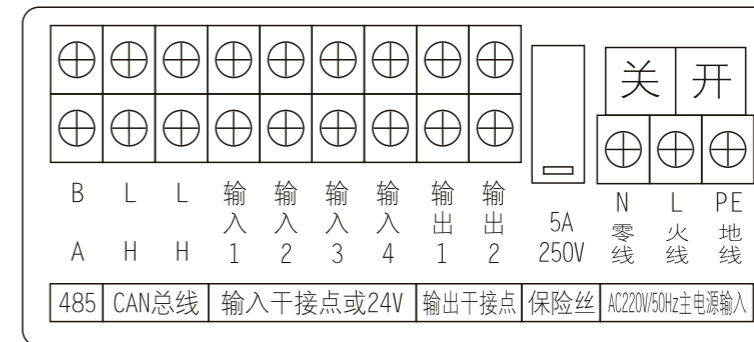 关 开
B L L 输入1 输入2 输入3 输入4 输出1 输出2
A H H
5A
250V
N L PE
零线 火线 地线
485 CAN总线 输入干接点或24V 输出干接点 保险丝 AC220V/50Hz主电源输入